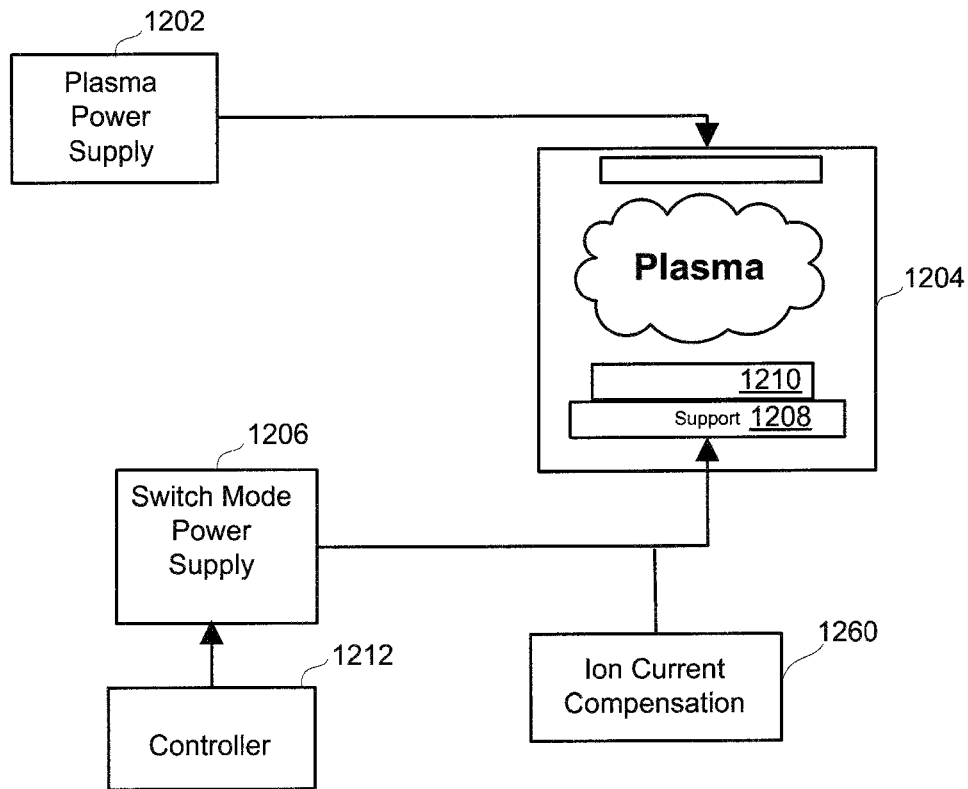 1202
Plasma
Power
Supply
Plasma
1204
1210
Support 1208
1206
Switch Mode
Power
Supply
1212
Controller
1260
Ion Current
Compensation